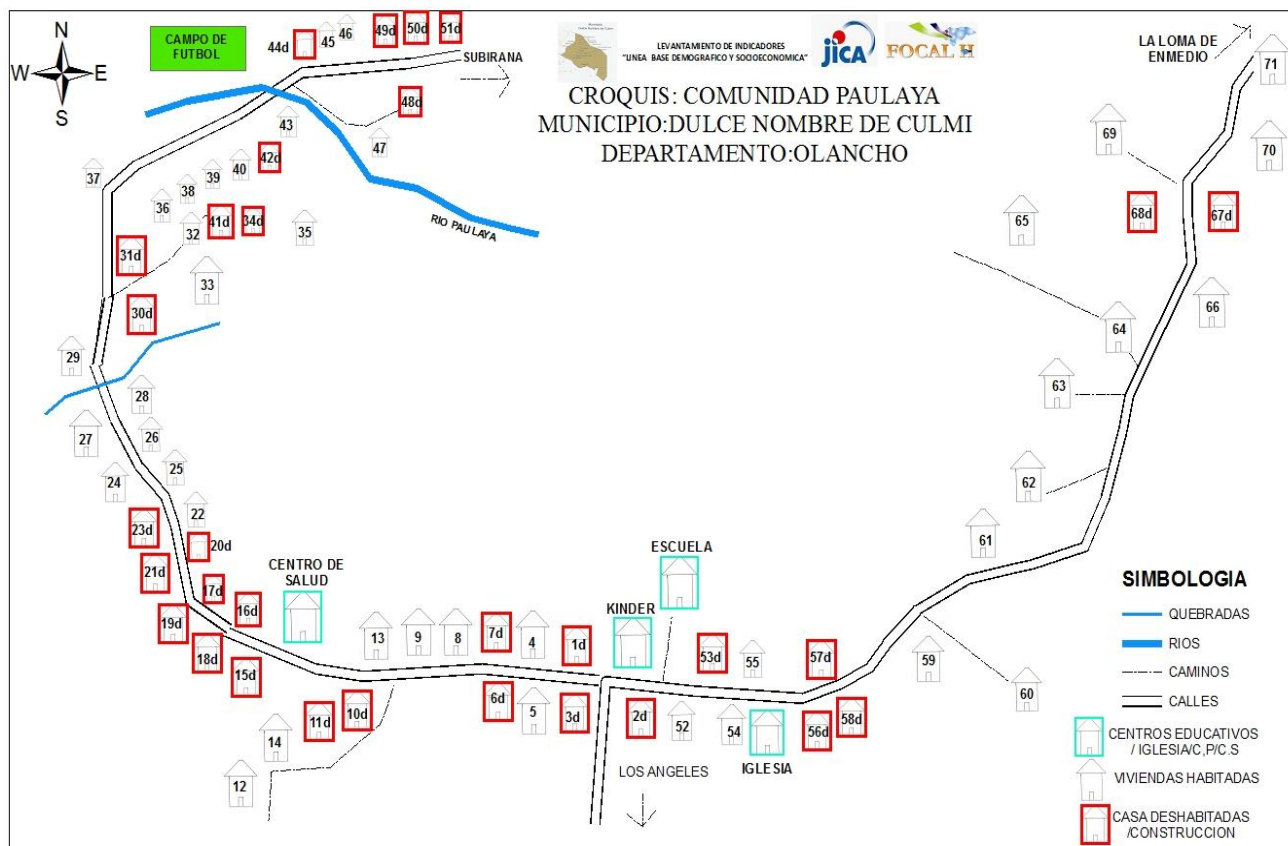 N
W E
S
CAMPO DE
FUTBOL
44d
45
46
49d
50d
51d
SUBIRANA
LEVANTAMIENTO DE INDICADORES
"LINEA BASE DEMOGRAFICO Y SOCIOECONOMICA"
JICA
FOCAL II
CROQUIS: COMUNIDAD PAULAYA
MUNICIPIO:DULCE NOMBRE DE CULMI
DEPARTAMENTO:OLANCHO
LA LOMA DE
ENMEDIO
71
70
69
68d
67d
66
65
64
63
62
61
48d
47
43
42d
40
39
38
37
36
41d
34d
35
32
31d
33
30d
RIO PAULAYA
29
28
27
26
25
24
22
23d
20d
21d
17d
16d
19d
18d
15d
CENTRO DE
SALUD
13
9
8
7d
4
1d
KINDER
ESCUELA
53d
55
57d
59
60
11d
10d
14
12
6d
5
3d
2d
52
54
IGLESIA
56d
58d
LOS ANGELES
SIMBOLOGIA
QUEBRADAS
RIOS
CAMINOS
CALLES
CENTROS EDUCATIVOS
/ IGLESIA/C,P/C.S
VIVIENDAS HABITADAS
CASA DESHABITADAS
/CONSTRUCCION